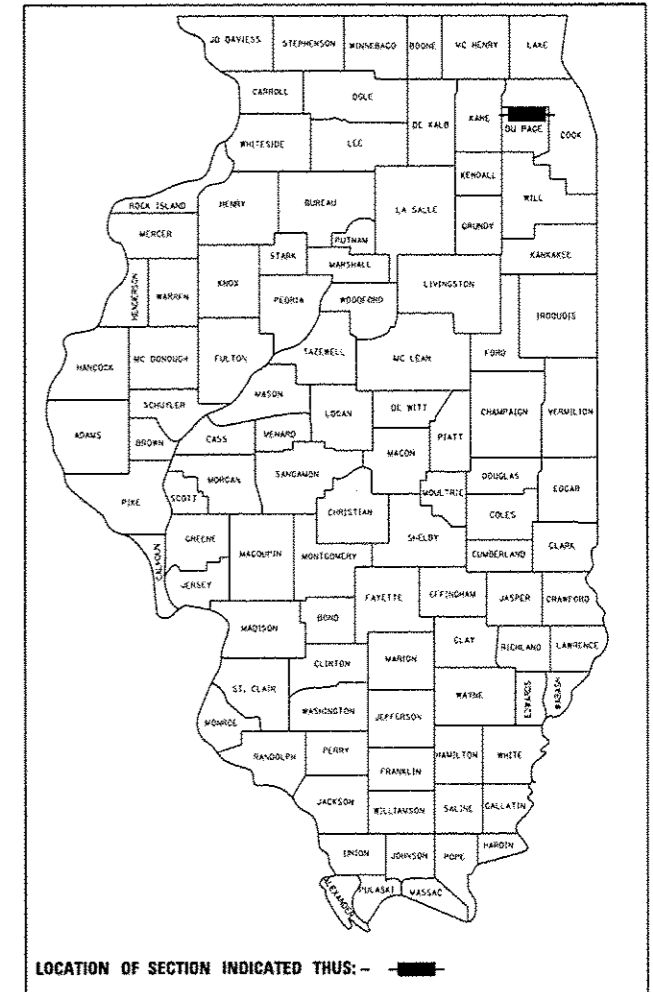 JO DAVIESS STEPHENSON WINNEBAGO BOONE MC HENRY LAKE
CARROLL OGLE DE KALB KANE DU PAGE COOK
WHITESIDE LEE
KENDALL WILL
ROCK ISLAND HENRY BUREAU LA SALLE GRUNDY
MERCER PUTNAM
STARK MARSHALL KANKAKEE
HENDERSON WARREN KNOX PEORIA WOODFORD LIVINGSTON IROQUOIS
HANCOCK MC DONOUGH FULTON TAZEWELL MC LEAN FORD
MASON
SCHUYLER LOGAN DE WITT CHAMPAIGN VERMILION
ADAMS BROWN CASS MENARD MACON PIATT
MORGAN SANGAMON DOUGLAS EDGAR
PIKE SCOTT CHRISTIAN MOULTRIE COLES
GREENE MACOUPIN MONTGOMERY SHELBY CUMBERLAND CLARK
CALHOUN JERSEY
FAYETTE EFFINGHAM JASPER CRAWFORD
MADISON BOND
CLAY RICHLAND LAWRENCE
CLINTON MARION
ST. CLAIR WAYNE EDWARDS WABASH
WASHINGTON JEFFERSON
MONROE
RANDOLPH PERRY HAMILTON WHITE
FRANKLIN
JACKSON WILLIAMSON SALINE GALLATIN
UNION JOHNSON POPE HARDIN
ALEXANDER PULASKI MASSAC
LOCATION OF SECTION INDICATED THUS: -